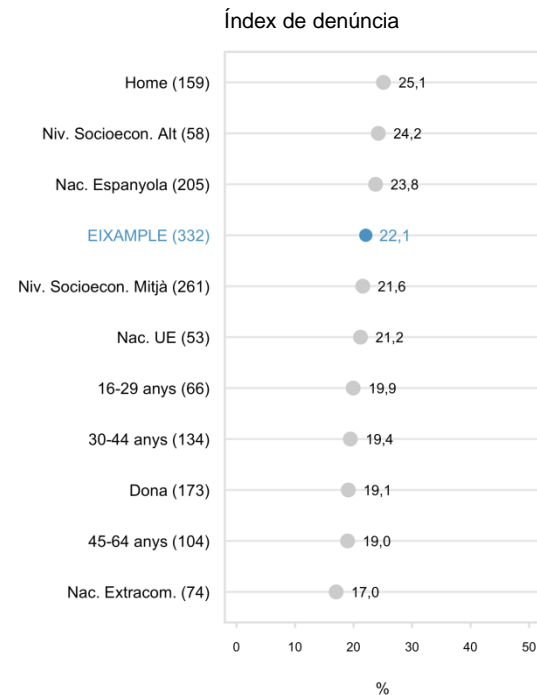 Índex de denúncia
Home (159) 25,1
Niv. Socioecon. Alt (58) 24,2
Nac. Espanyola (205) 23,8
EIXAMPLE (332) 22,1
Niv. Socioecon. Mitjà (261) 21,6
Nac. UE (53) 21,2
16-29 anys (66) 19,9
30-44 anys (134) 19,4
Dona (173) 19,1
45-64 anys (104) 19,0
Nac. Extracom. (74) 17,0
0 10 20 30 40 50
%